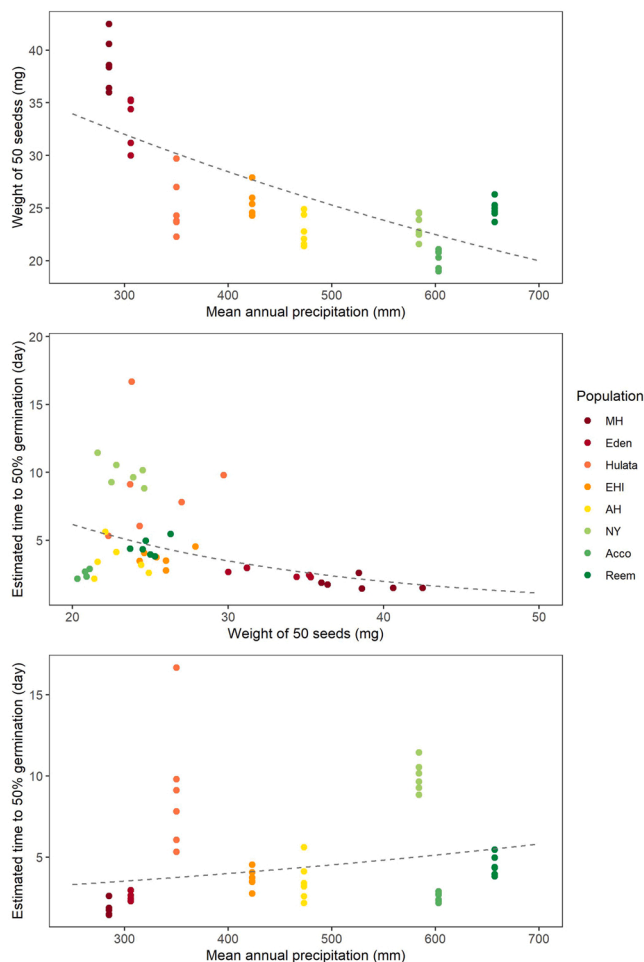 Weight of 50 seedss (mg)
40
35
30
25
20
300 400 500 600 700
Mean annual precipitation (mm)
Estimated time to 50% germination (day)
20
15
10
5
20 30 40 50
Weight of 50 seeds (mg)
Population
MH
Eden
Hulata
EHI
AH
NY
Acco
Reem
Estimated time to 50% germination (day)
15
10
5
300 400 500 600 700
Mean annual precipitation (mm)